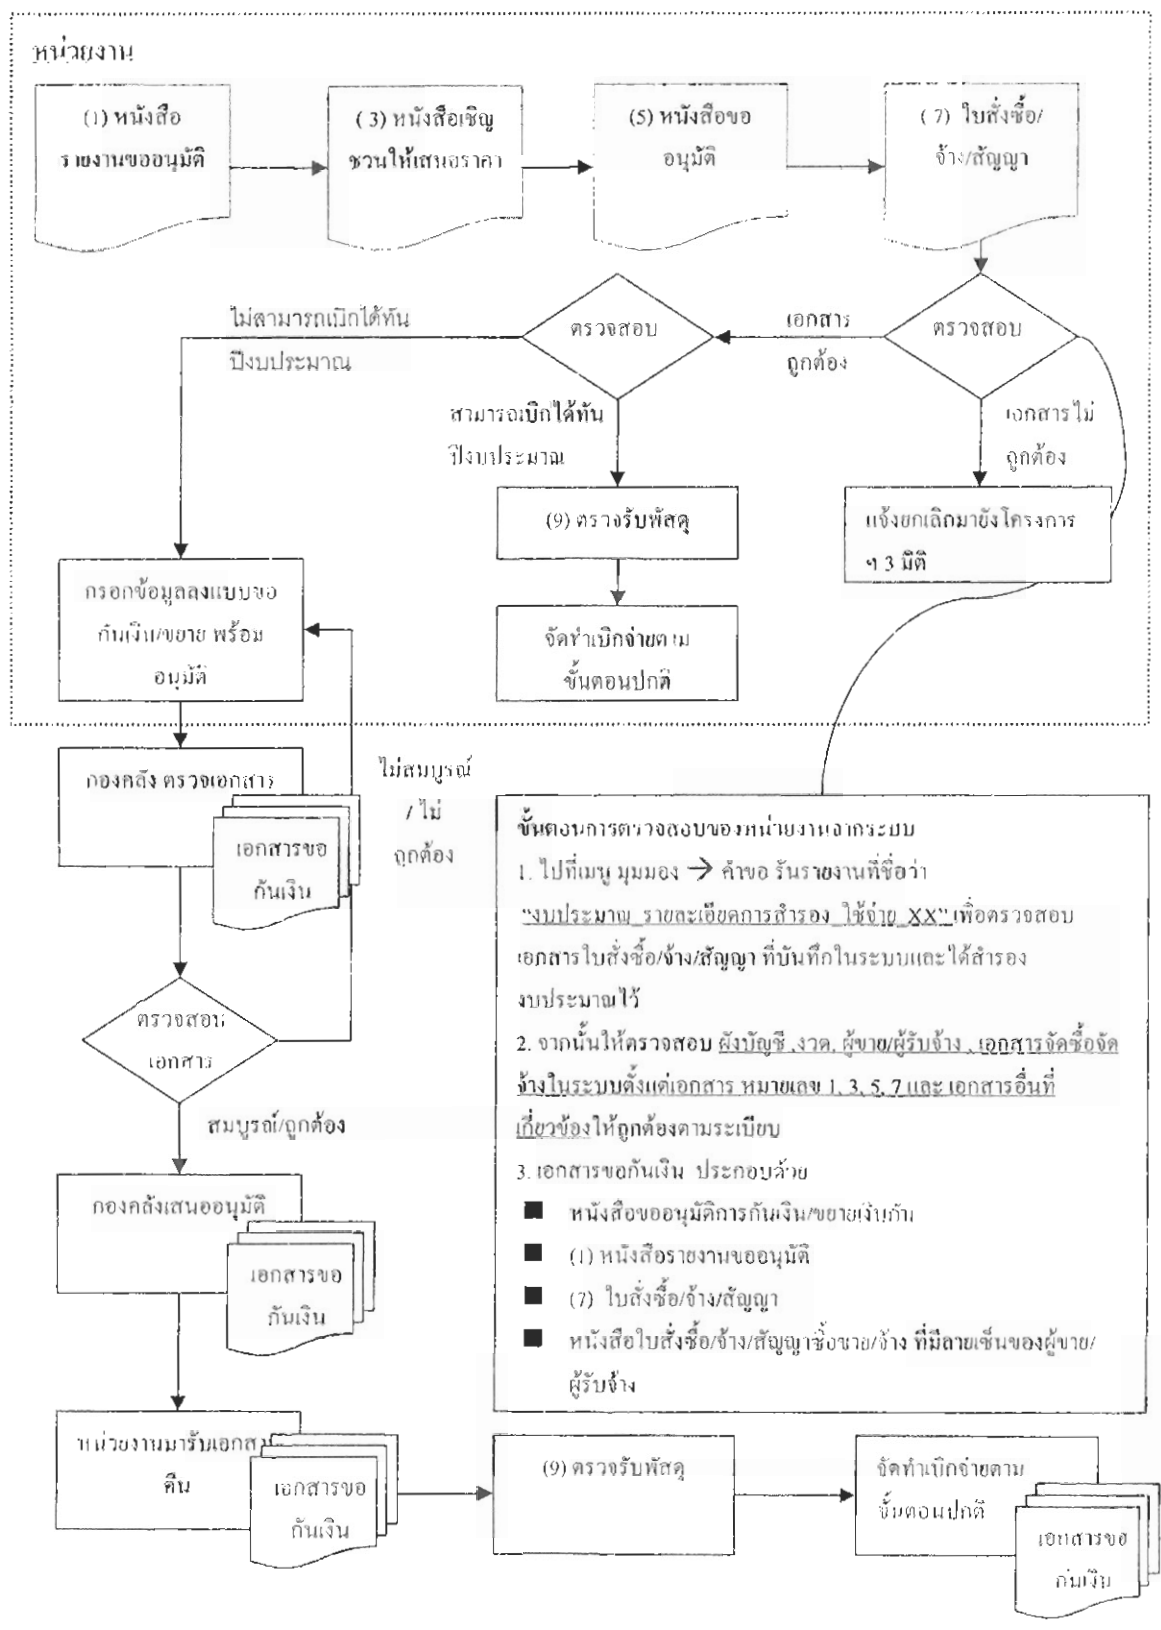 หน่วยงาน
(1) หนังสือ
รายงานขออนุมัติ
( 3) หนังสือเชิญ
ชวนให้เสนอราคา
(5) หนังสือขอ
อนุมัติ
( 7) ใบสั่งซื้อ/
จ้าง/สัญญา
ไม่สามารถเบิกได้ทัน
ปีงบประมาณ
ตรวจสอบ
เอกสาร
ถูกต้อง
ตรวจสอบ
สามารถเบิกได้ทัน
ปีงบประมาณ
เอกสารไม่
ถูกต้อง
(9) ตรวจรับพัสดุ
แจ้งยกเลิกมายังโครงการ
ฯ 3 มิติ
กรอกข้อมูลลงแบบขอ
กันเงิน/ขยาย พร้อม
อนุมัติ
จัดทำเบิกจ่ายตาม
ขั้นตอนปกติ
กองคลัง ตรวจเอกสาร
เอกสารขอ
กันเงิน
ไม่สมบูรณ์
/ ไม่
ถูกต้อง
ตรวจสอบ
เอกสาร
สมบูรณ์/ถูกต้อง
กองคลังเสนออนุมัติ
เอกสารขอ
กันเงิน
ขั้นตอนการตรวจสอบของหน่วยงานจากระบบ
1. ไปที่เมนู มุมมอง → คำขอ รันรายงานที่ชื่อว่า
“งบประมาณ_รายละเอียดการสำรอง_ใช้จ่าย_XX” เพื่อตรวจสอบ
เอกสารใบสั่งซื้อ/จ้าง/สัญญา ที่บันทึกในระบบและได้สำรอง
งบประมาณไว้
2. จากนั้นให้ตรวจสอบ ผังบัญชี ,งวด, ผู้ขาย/ผู้รับจ้าง , เอกสารจัดซื้อจัด
จ้างในระบบตั้งแต่เอกสาร หมายเลข 1, 3, 5, 7 และ เอกสารอื่นที่
เกี่ยวข้องให้ถูกต้องตามระเบียบ
3. เอกสารขอกันเงิน ประกอบด้วย
■ หนังสือขออนุมัติการกันเงิน/ขยายเงินกัน
■ (1) หนังสือรายงานขออนุมัติ
■ (7) ใบสั่งซื้อ/จ้าง/สัญญา
■ หนังสือใบสั่งซื้อ/จ้าง/สัญญาซื้อขาย/จ้าง ที่มีลายเซ็นของผู้ขาย/
ผู้รับจ้าง
หน่วยงานมารับเอกสาร
คืน
เอกสารขอ
กันเงิน
(9) ตรวจรับพัสดุ
จัดทำเบิกจ่ายตาม
ขั้นตอนปกติ
เอกสารขอ
กันเงิน